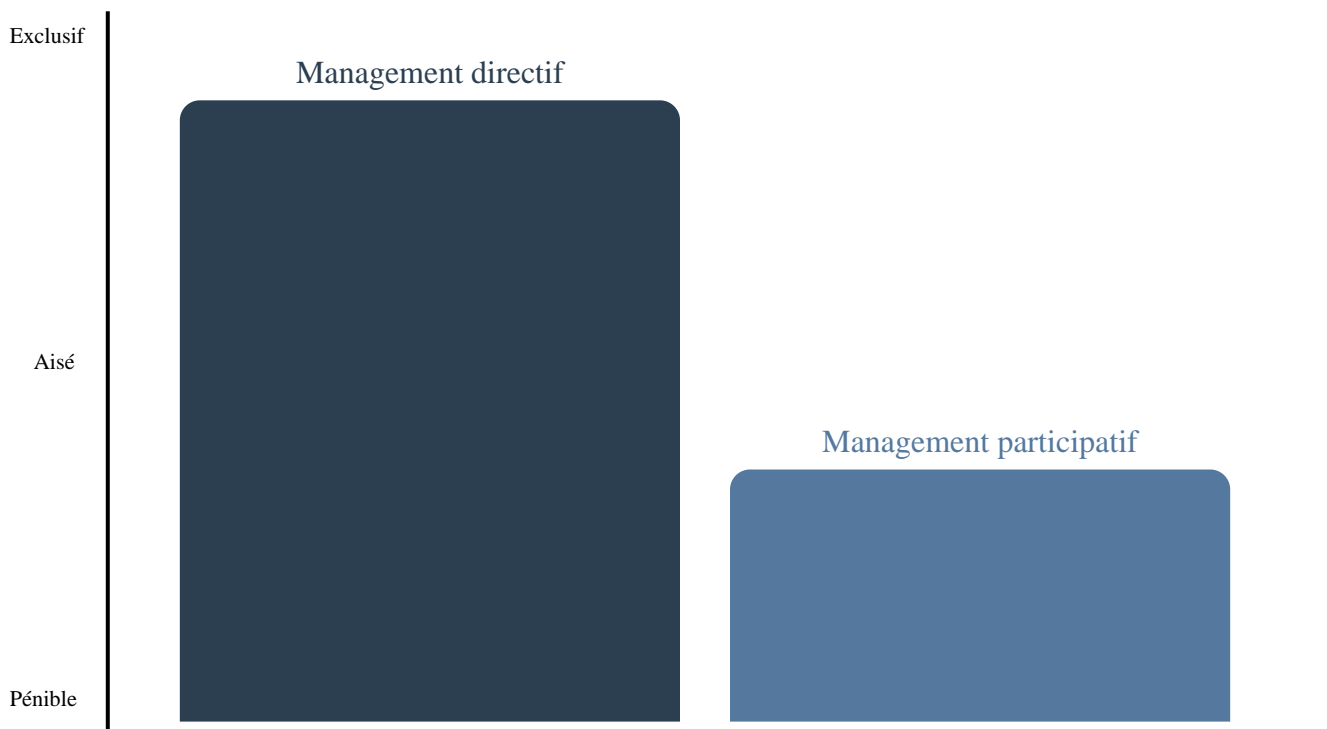 Exclusif
Management directif
Aisé
Management participatif
Pénible